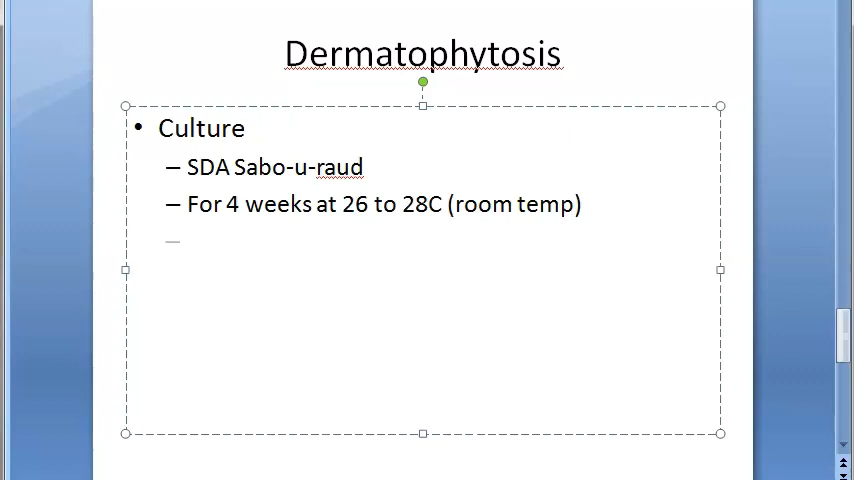 Dermatophytosis
• Culture
– SDA Sabo-u-raud
– For 4 weeks at 26 to 28C (room temp)
–